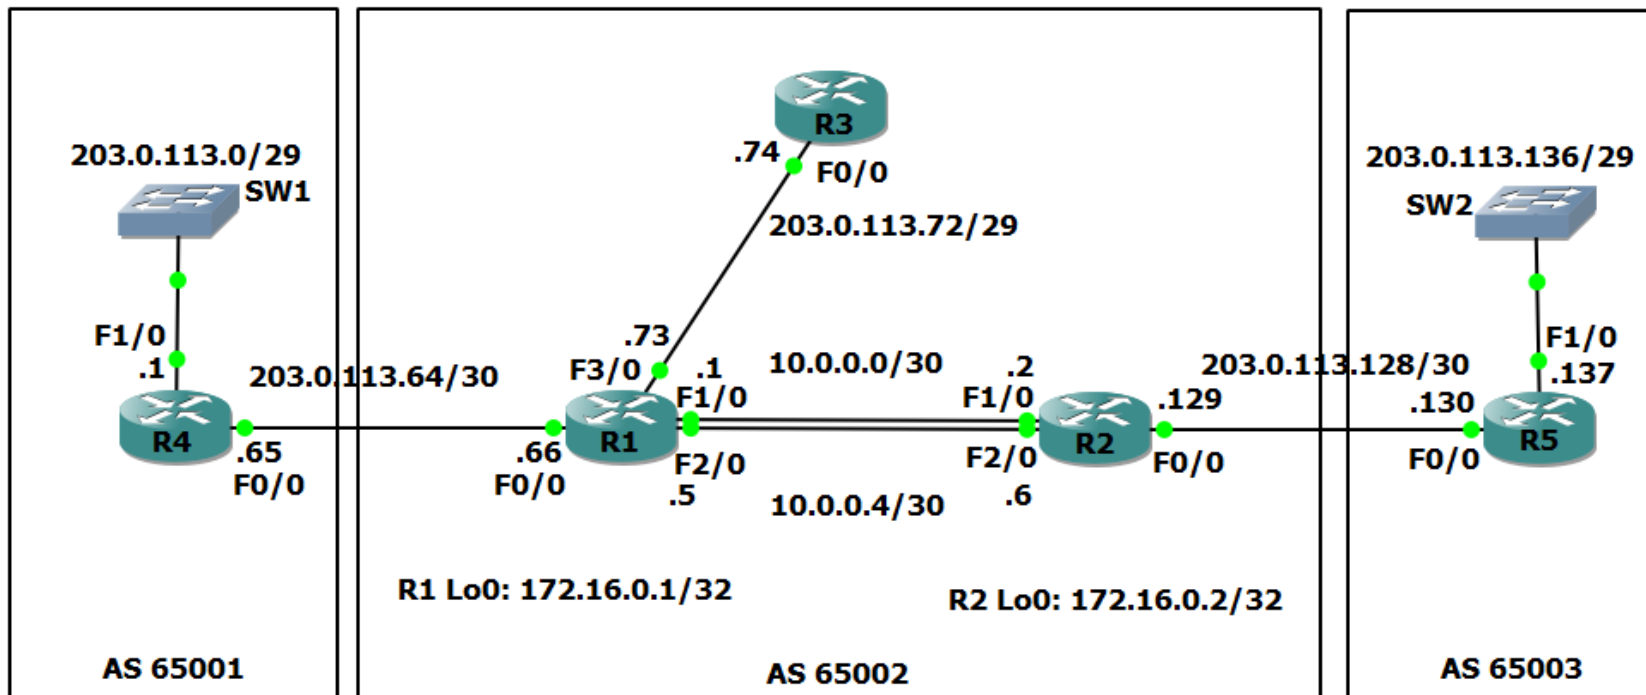 R3
.74
F0/0
203.0.113.72/29
203.0.113.0/29
SW1
F1/0
.1
203.0.113.64/30
R4
.65
F0/0
.73
F3/0
.1
F1/0
R1
.66
F0/0
F2/0
.5
10.0.0.0/30
.2
F1/0
R2
F2/0
.6
10.0.0.4/30
203.0.113.128/30
.129
F0/0
203.0.113.136/29
SW2
F1/0
.137
.130
R5
F0/0
R1 Lo0: 172.16.0.1/32
R2 Lo0: 172.16.0.2/32
AS 65001
AS 65002
AS 65003